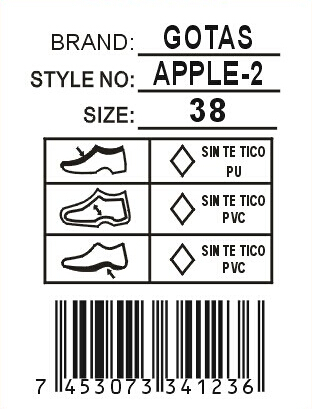 BRAND: GOTAS
STYLE NO: APPLE-2
SIZE: 38
SIN TE TICO
PU
SIN TE TICO
PVC
SIN TE TICO
PVC
7 453073 341236